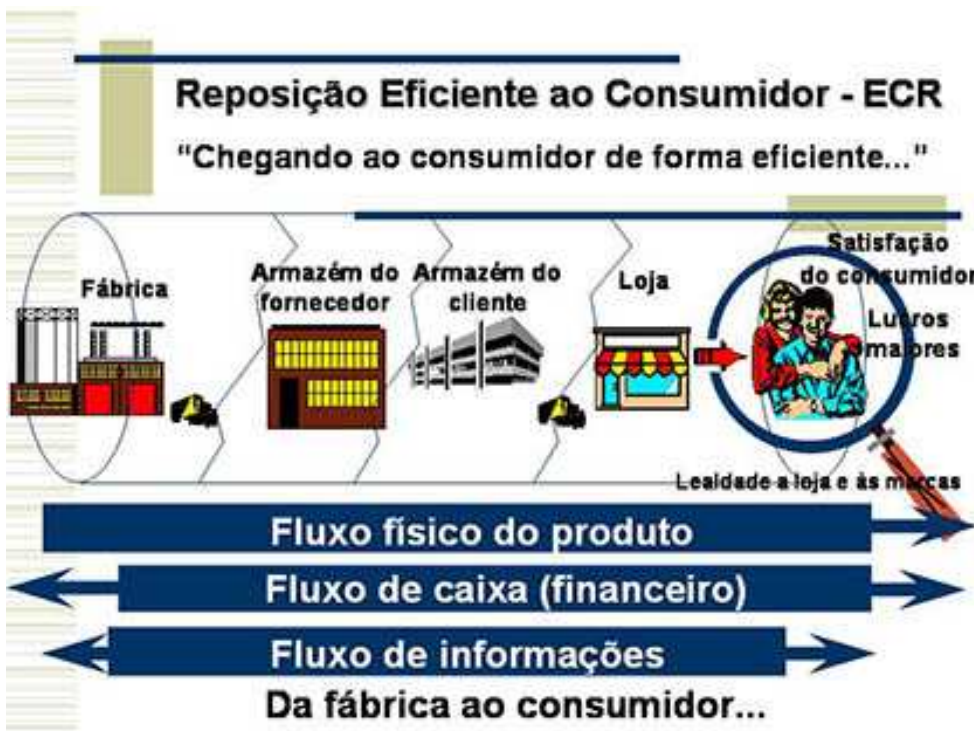 Reposição Eficiente ao Consumidor - ECR
"Chegando ao consumidor de forma eficiente..."
Fábrica
Armazém do
fornecedor
Armazém do
cliente
Loja
Satisfação
do consumidor
Lucros
maiores
Lealdade a loja e às marcas
Fluxo físico do produto
Fluxo de caixa (financeiro)
Fluxo de informações
Da fábrica ao consumidor...